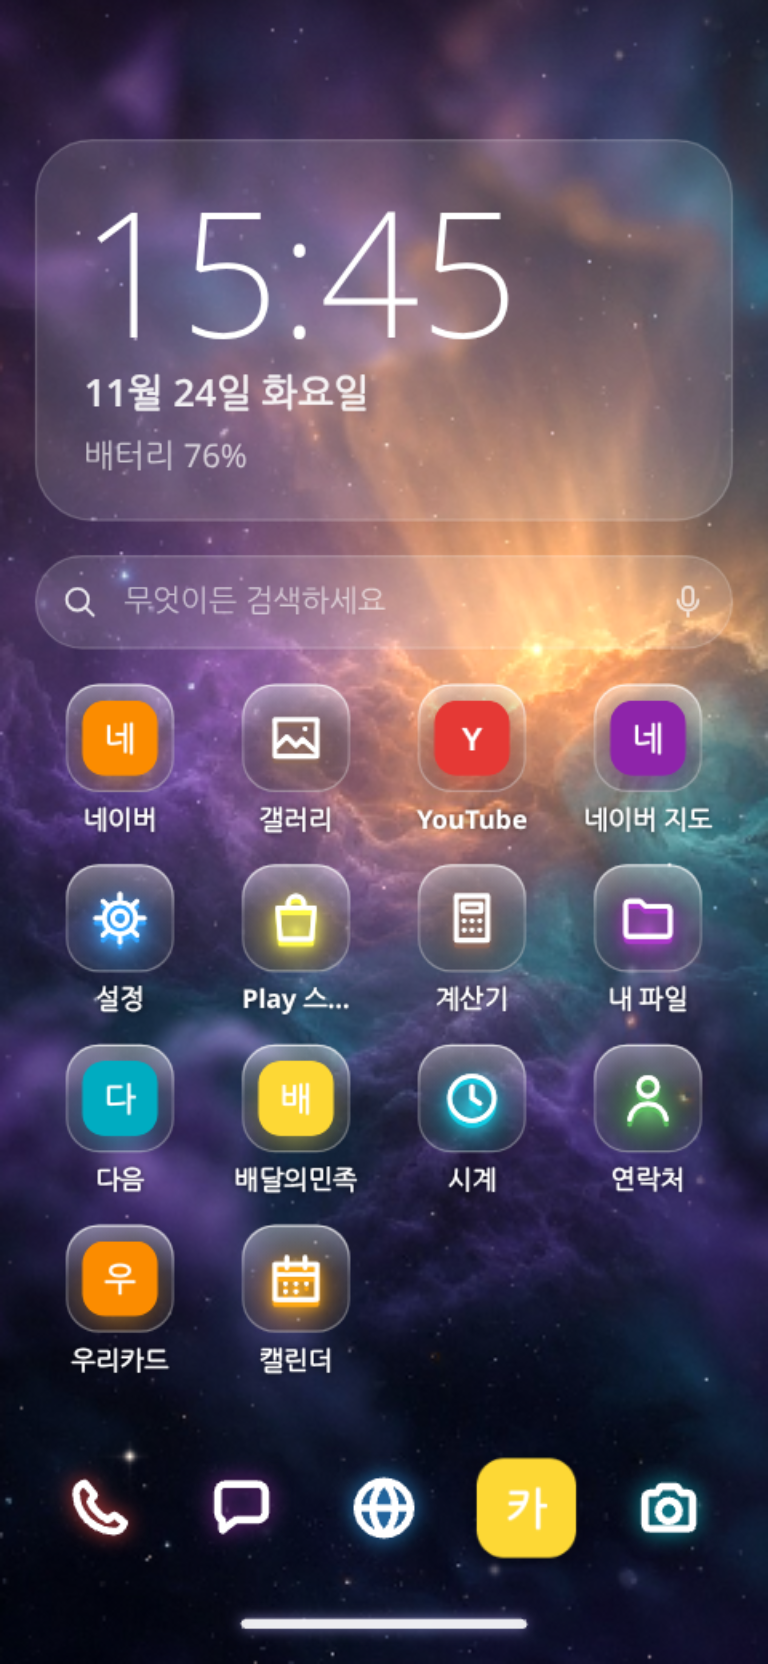 15:45
11월 24일 화요일
배터리 76%
무엇이든 검색하세요
네 Y 네
네이버 갤러리 YouTube 네이버 지도
설정 Play 스... 계산기 내 파일
다 배
다음 배달의민족 시계 연락처
우
우리카드 캘린더
카